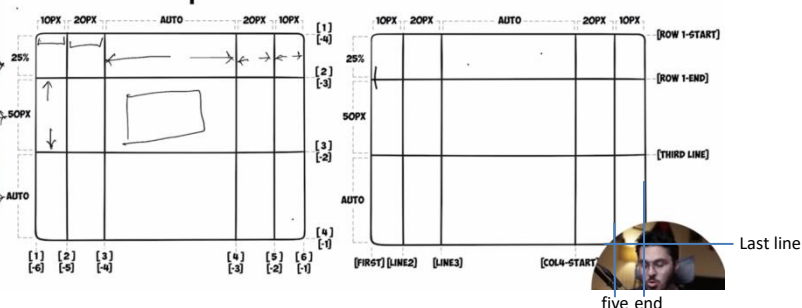 10PX 20PX AUTO 20PX 10PX
[1]
[-4]
25%
[2]
[-3]
50PX
[3]
[-2]
AUTO
[4]
[-1]
[1] [2] [3] [4] [5] [6]
[-6] [-5] [-4] [-3] [-2] [-1]
10PX 20PX AUTO 20PX 10PX
[ROW 1-START]
25%
[ROW 1-END]
50PX
[THIRD LINE]
AUTO
[FIRST] [LINE2] [LINE3] [COL4-START]
Last line
five end